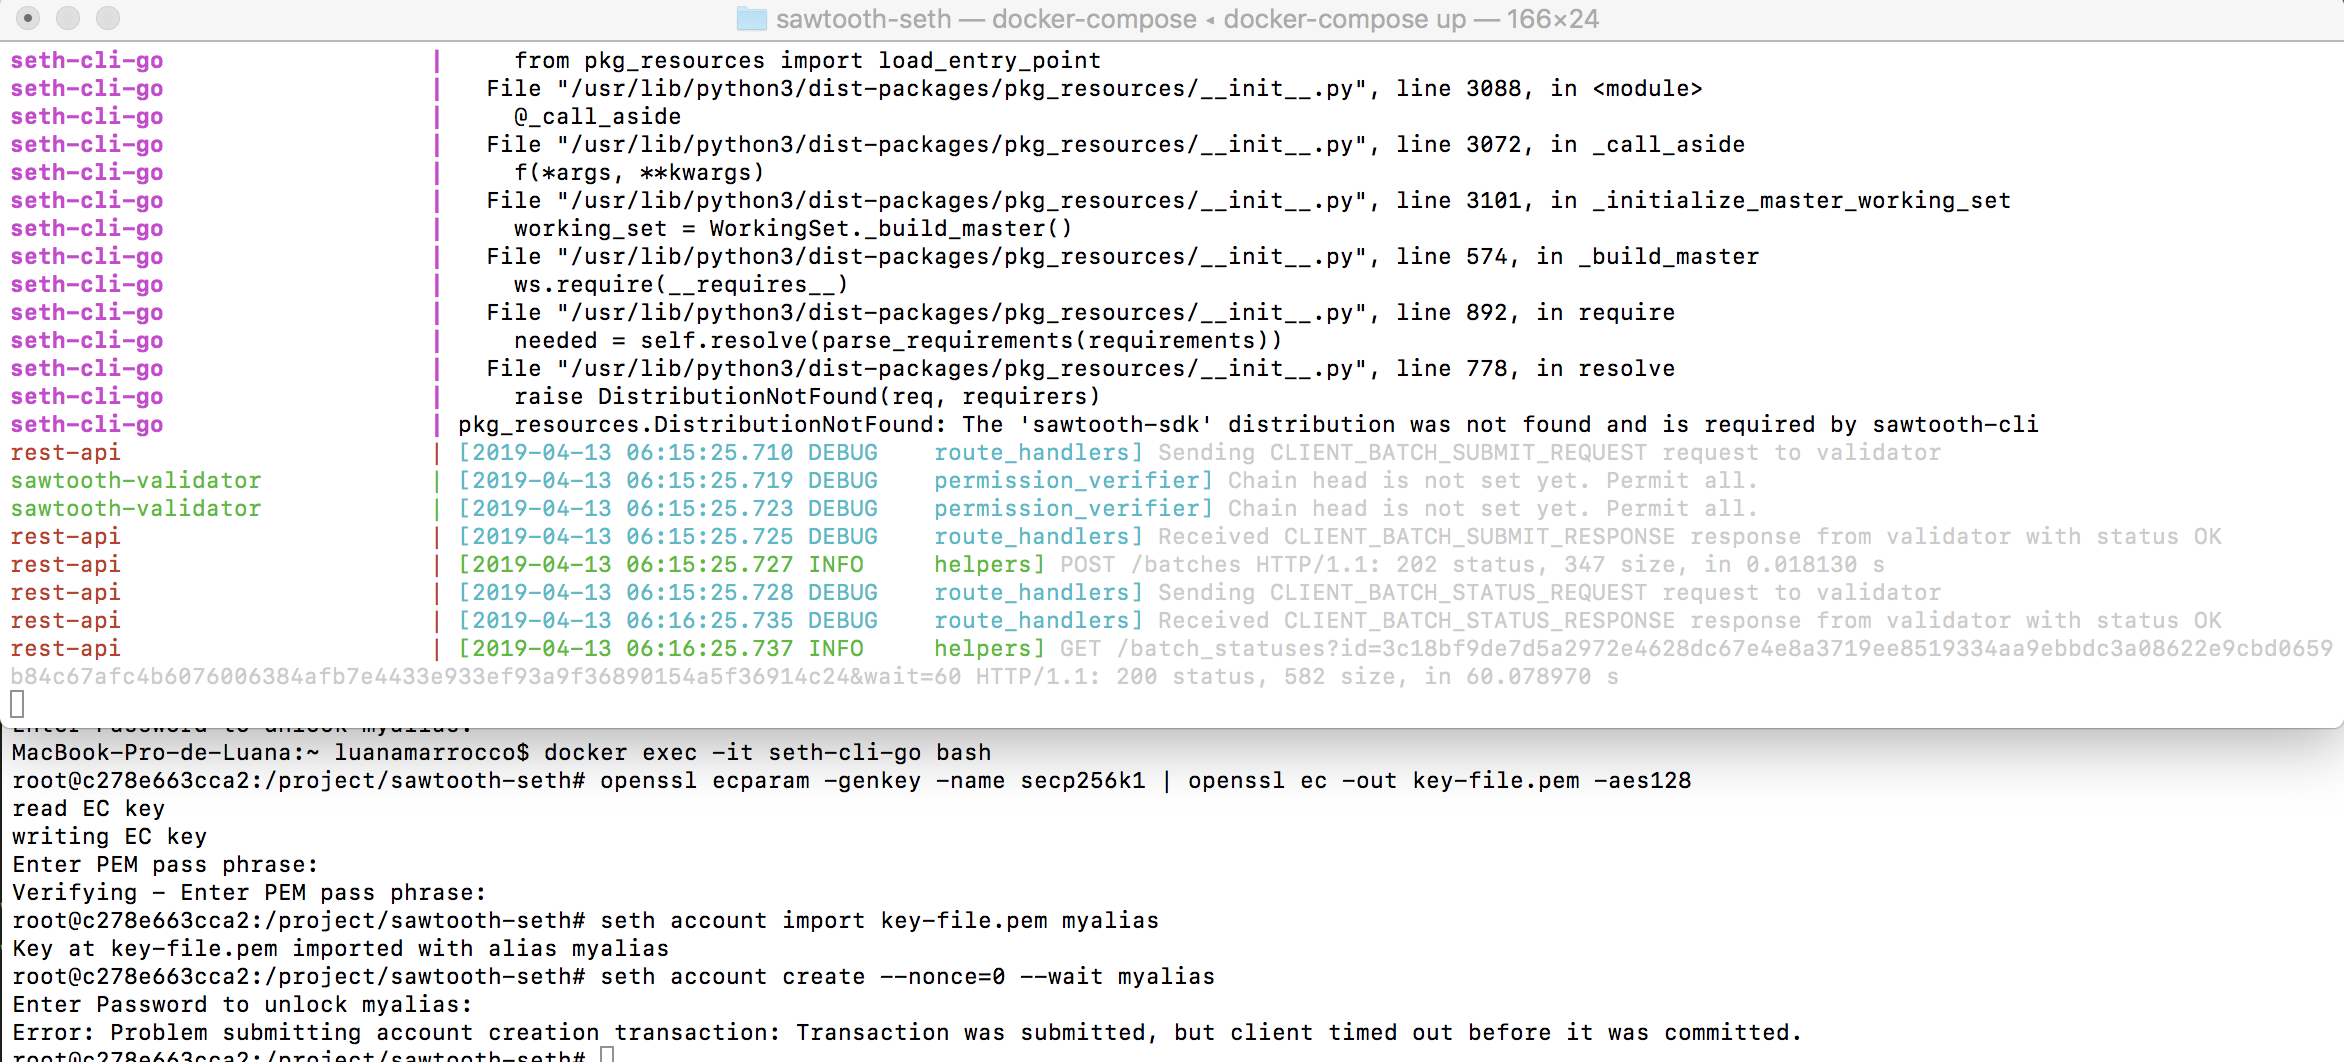 sawtooth-seth — docker-compose ◂ docker-compose up — 166×24
seth-cli-go | from pkg_resources import load_entry_point
seth-cli-go | File "/usr/lib/python3/dist-packages/pkg_resources/__init__.py", line 3088, in <module>
seth-cli-go | @_call_aside
seth-cli-go | File "/usr/lib/python3/dist-packages/pkg_resources/__init__.py", line 3072, in _call_aside
seth-cli-go | f(*args, **kwargs)
seth-cli-go | File "/usr/lib/python3/dist-packages/pkg_resources/__init__.py", line 3101, in _initialize_master_working_set
seth-cli-go | working_set = WorkingSet._build_master()
seth-cli-go | File "/usr/lib/python3/dist-packages/pkg_resources/__init__.py", line 574, in _build_master
seth-cli-go | ws.require(__requires__)
seth-cli-go | File "/usr/lib/python3/dist-packages/pkg_resources/__init__.py", line 892, in require
seth-cli-go | needed = self.resolve(parse_requirements(requirements))
seth-cli-go | File "/usr/lib/python3/dist-packages/pkg_resources/__init__.py", line 778, in resolve
seth-cli-go | raise DistributionNotFound(req, requirers)
seth-cli-go | pkg_resources.DistributionNotFound: The 'sawtooth-sdk' distribution was not found and is required by sawtooth-cli
rest-api | [2019-04-13 06:15:25.710 DEBUG route_handlers] Sending CLIENT_BATCH_SUBMIT_REQUEST request to validator
sawtooth-validator | [2019-04-13 06:15:25.719 DEBUG permission_verifier] Chain head is not set yet. Permit all.
sawtooth-validator | [2019-04-13 06:15:25.723 DEBUG permission_verifier] Chain head is not set yet. Permit all.
rest-api | [2019-04-13 06:15:25.725 DEBUG route_handlers] Received CLIENT_BATCH_SUBMIT_RESPONSE response from validator with status OK
rest-api | [2019-04-13 06:15:25.727 INFO helpers] POST /batches HTTP/1.1: 202 status, 347 size, in 0.018130 s
rest-api | [2019-04-13 06:15:25.728 DEBUG route_handlers] Sending CLIENT_BATCH_STATUS_REQUEST request to validator
rest-api | [2019-04-13 06:16:25.735 DEBUG route_handlers] Received CLIENT_BATCH_STATUS_RESPONSE response from validator with status OK
rest-api | [2019-04-13 06:16:25.737 INFO helpers] GET /batch_statuses?id=3c18bf9de7d5a2972e4628dc67e4e8a3719ee8519334aa9ebbdc3a08622e9cbd0659
b84c67afc4b6076006384afb7e4433e933ef93a9f36890154a5f36914c24&wait=60 HTTP/1.1: 200 status, 582 size, in 60.078970 s
Enter Password to unlock myalias:
MacBook-Pro-de-Luana:~ luanamarrocco$ docker exec -it seth-cli-go bash
root@c278e663cca2:/project/sawtooth-seth# openssl ecparam -genkey -name secp256k1 | openssl ec -out key-file.pem -aes128
read EC key
writing EC key
Enter PEM pass phrase:
Verifying - Enter PEM pass phrase:
root@c278e663cca2:/project/sawtooth-seth# seth account import key-file.pem myalias
Key at key-file.pem imported with alias myalias
root@c278e663cca2:/project/sawtooth-seth# seth account create --nonce=0 --wait myalias
Enter Password to unlock myalias:
Error: Problem submitting account creation transaction: Transaction was submitted, but client timed out before it was committed.
root@c278e663cca2:/project/sawtooth-seth#